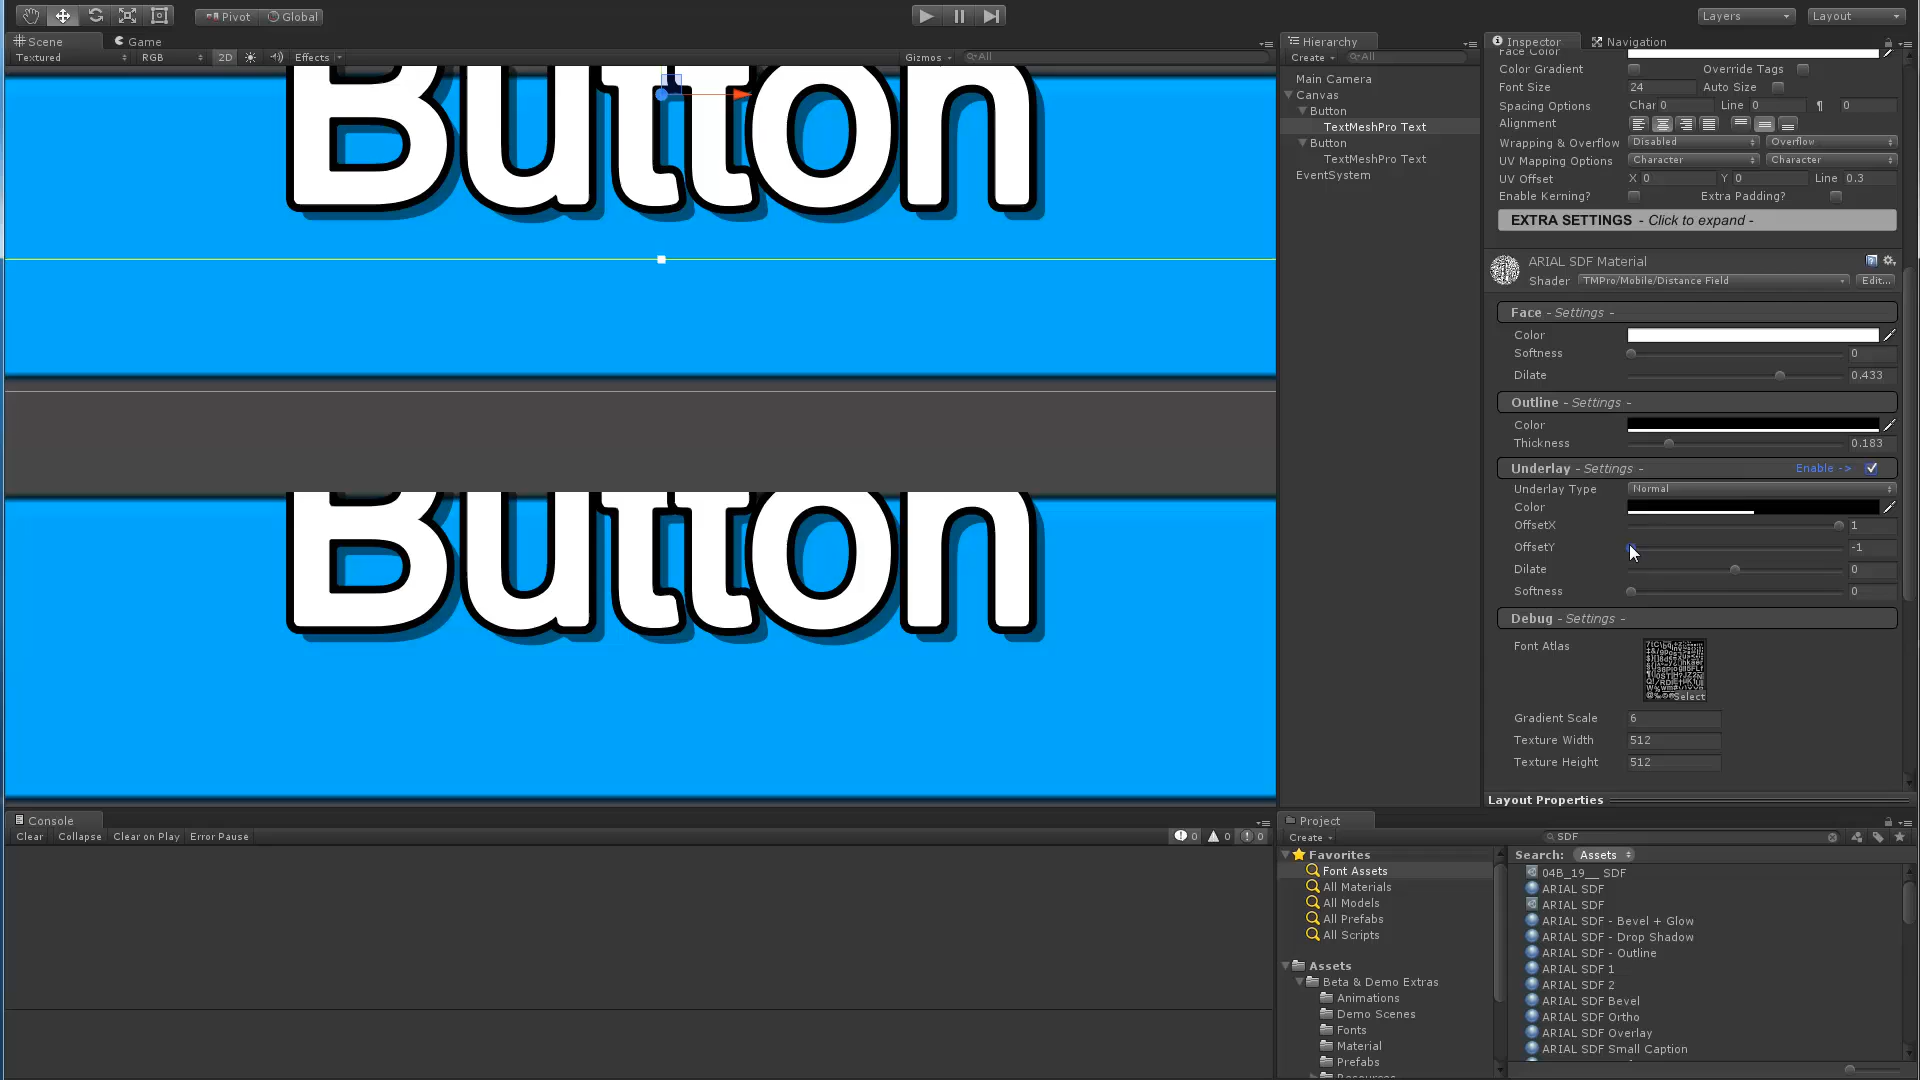 Pivot Global Layers Layout
Scene Game
Textured RGB 2D Effects Gizmos All
Button
Button
Hierarchy
Create All
Main Camera
Canvas
Button
TextMeshPro Text
Button
TextMeshPro Text
EventSystem
Inspector Navigation
Face Color
Color Gradient Override Tags
Font Size 24 Auto Size
Spacing Options Char 0 Line 0 ¶ 0
Alignment
Wrapping & Overflow Disabled Overflow
UV Mapping Options Character Character
UV Offset X 0 Y 0 Line 0.3
Enable Kerning? Extra Padding?
EXTRA SETTINGS - Click to expand -
ARIAL SDF Material
Shader TMPro/Mobile/Distance Field Edit...
Face - Settings -
Color
Softness 0
Dilate 0.433
Outline - Settings -
Color
Thickness 0.183
Underlay - Settings - Enable ->
Underlay Type Normal
Color
OffsetX 1
OffsetY -1
Dilate 0
Softness 0
Debug - Settings -
Font Atlas
Select
Gradient Scale 6
Texture Width 512
Texture Height 512
Layout Properties
Console
Clear Collapse Clear on Play Error Pause 0 0 0
Project
Create SDF
Favorites
Font Assets
All Materials
All Models
All Prefabs
All Scripts
Assets
Beta & Demo Extras
Animations
Demo Scenes
Fonts
Material
Prefabs
Search: Assets
04B_19__ SDF
ARIAL SDF
ARIAL SDF
ARIAL SDF - Bevel + Glow
ARIAL SDF - Drop Shadow
ARIAL SDF - Outline
ARIAL SDF 1
ARIAL SDF 2
ARIAL SDF Bevel
ARIAL SDF Ortho
ARIAL SDF Overlay
ARIAL SDF Small Caption